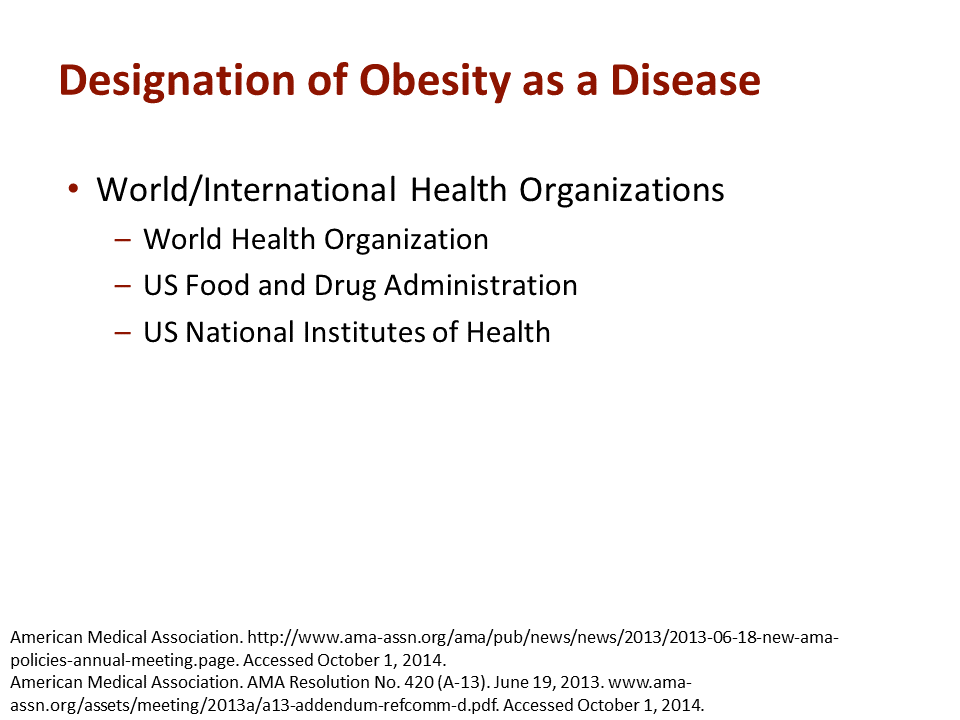 Designation of Obesity as a Disease
• World/International Health Organizations
– World Health Organization
– US Food and Drug Administration
– US National Institutes of Health
American Medical Association. http://www.ama-assn.org/ama/pub/news/news/2013/2013-06-18-new-ama-
policies-annual-meeting.page. Accessed October 1, 2014.
American Medical Association. AMA Resolution No. 420 (A-13). June 19, 2013. www.ama-
assn.org/assets/meeting/2013a/a13-addendum-refcomm-d.pdf. Accessed October 1, 2014.